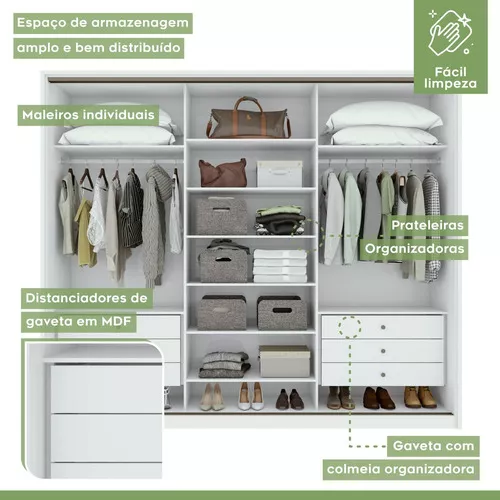 Espaço de armazenagem
amplo e bem distribuído
Fácil
limpeza
Maleiros individuais
Prateleiras
Organizadoras
Distanciadores de
gaveta em MDF
Gaveta com
colmeia organizadora